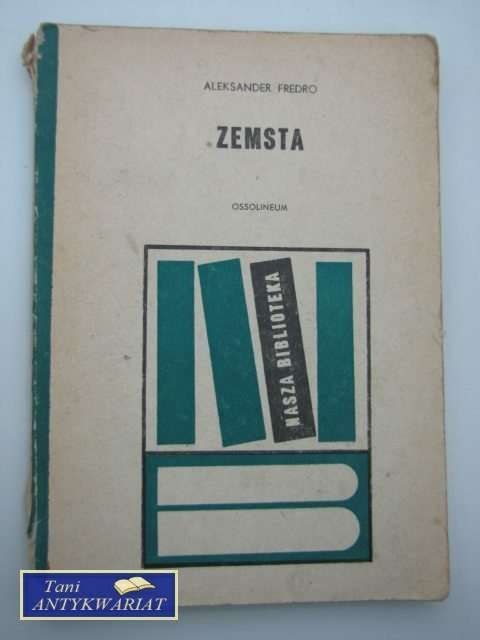 ALEKSANDER FREDRO
ZEMSTA
OSSOLINEUM
NASZA BIBLIOTEKA
Tani
ANTYKWARIAT